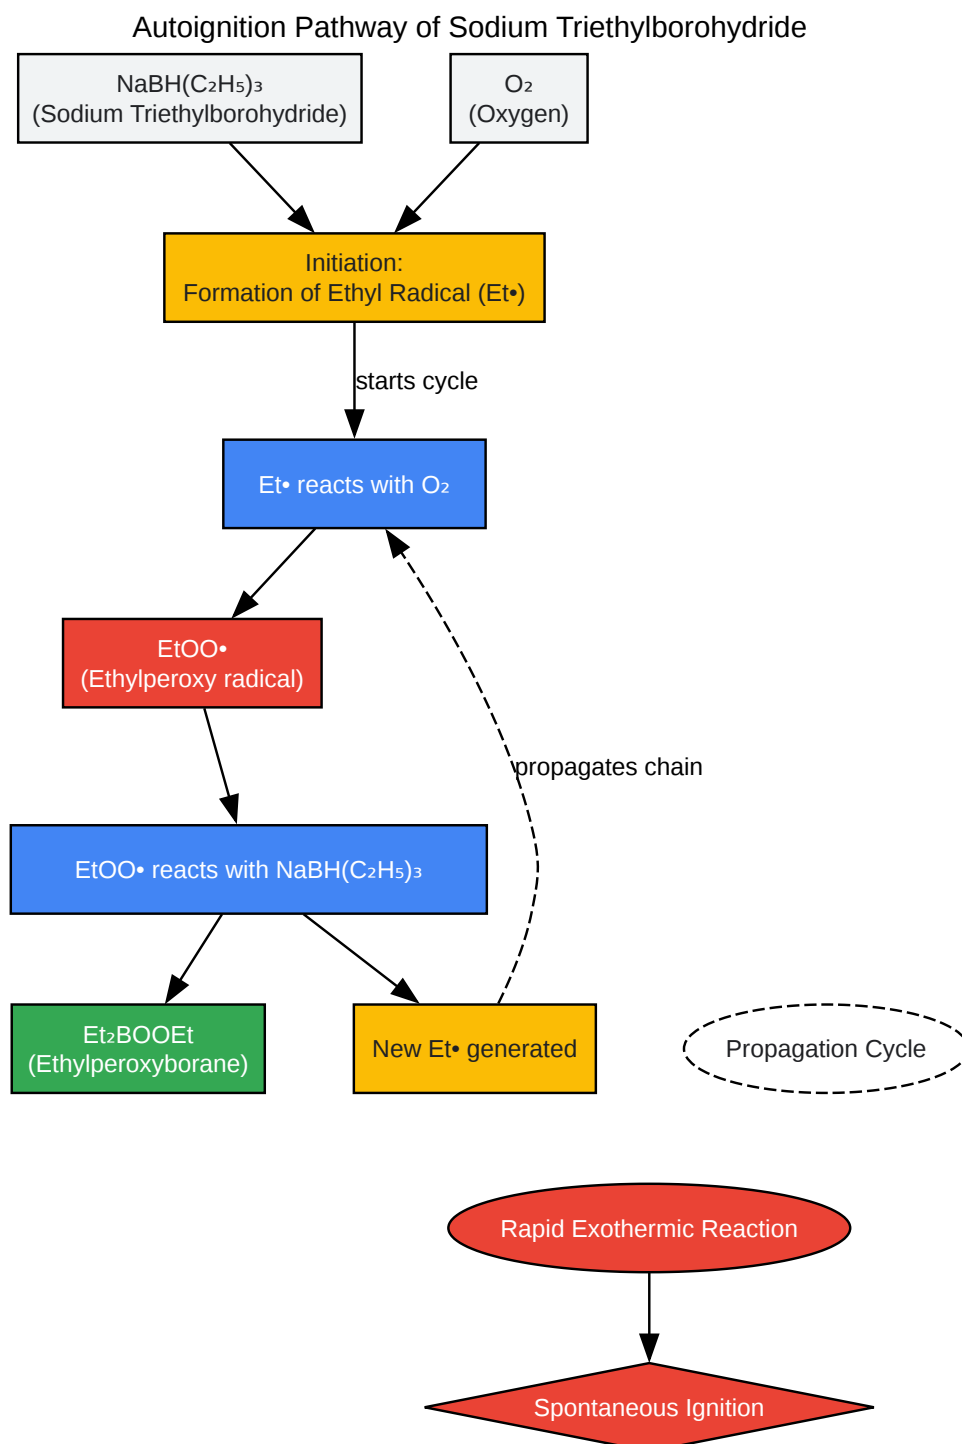 Autoignition Pathway of Sodium Triethylborohydride
NaBH(C₂H₅)₃
(Sodium Triethylborohydride)
O₂
(Oxygen)
Initiation:
Formation of Ethyl Radical (Et•)
starts cycle
Et• reacts with O₂
EtOO•
(Ethylperoxy radical)
propagates chain
EtOO• reacts with NaBH(C₂H₅)₃
Et₂BOOEt
(Ethylperoxyborane)
New Et• generated
Propagation Cycle
Rapid Exothermic Reaction
Spontaneous Ignition